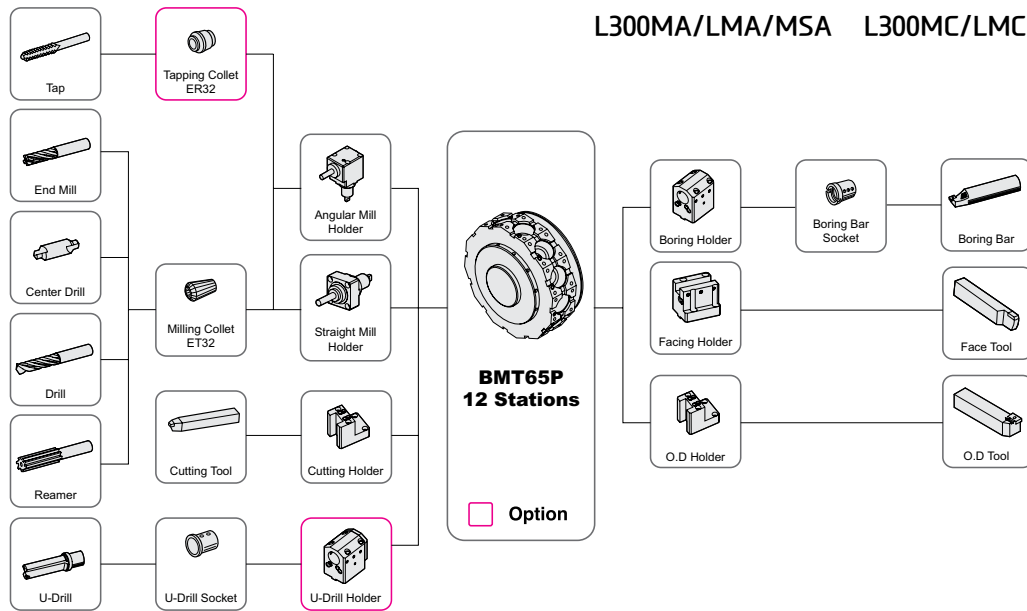 L300MA/LMA/MSA L300MC/LMC
Tap
Tapping Collet
ER32
End Mill
Center Drill
Drill
Reamer
U-Drill
Milling Collet
ET32
Cutting Tool
U-Drill Socket
Angular Mill
Holder
Straight Mill
Holder
Cutting Holder
U-Drill Holder
BMT65P
12 Stations
Option
Boring Holder
Boring Bar
Socket
Boring Bar
Facing Holder
Face Tool
O.D Holder
O.D Tool